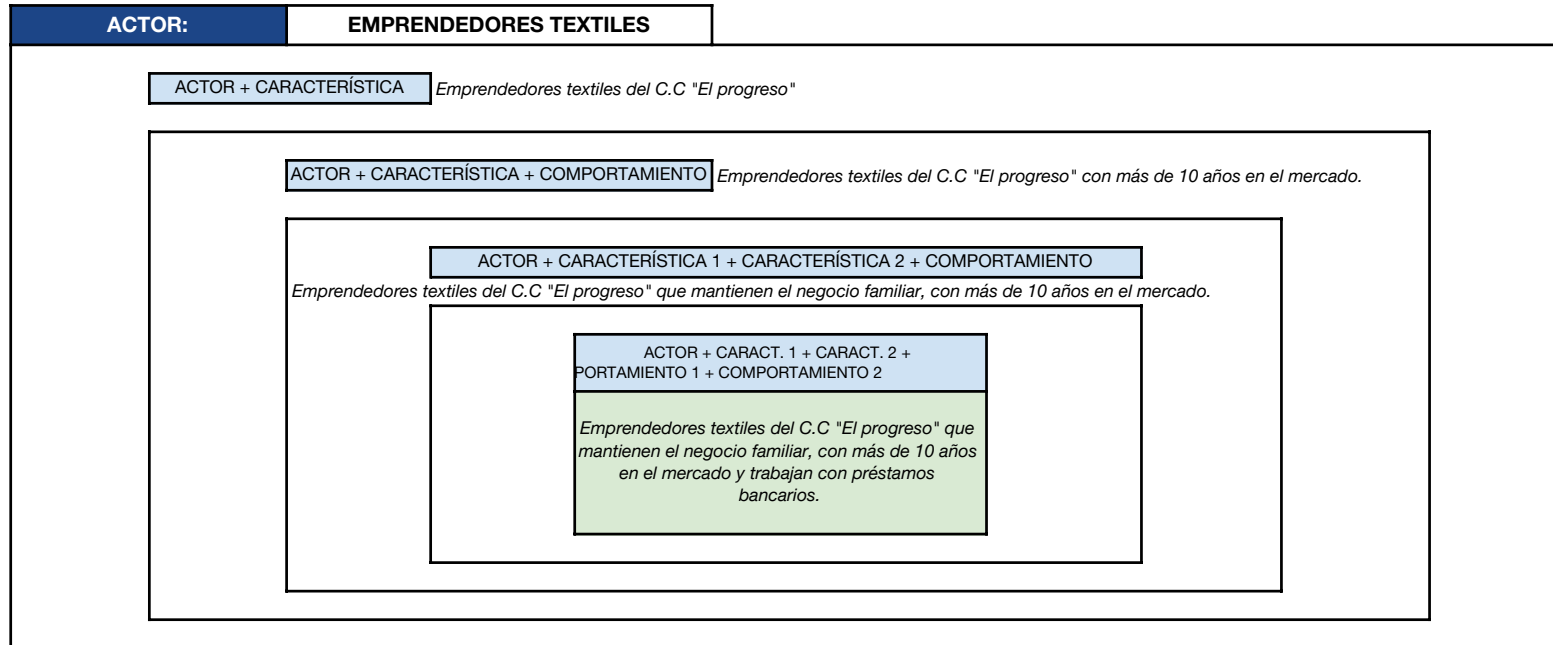 ACTOR: EMPRENDEDORES TEXTILES
ACTOR + CARACTERÍSTICA Emprendedores textiles del C.C "El progreso"
ACTOR + CARACTERÍSTICA + COMPORTAMIENTO Emprendedores textiles del C.C "El progreso" con más de 10 años en el mercado.
ACTOR + CARACTERÍSTICA 1 + CARACTERÍSTICA 2 + COMPORTAMIENTO
Emprendedores textiles del C.C "El progreso" que mantienen el negocio familiar, con más de 10 años en el mercado.
ACTOR + CARACT. 1 + CARACT. 2 +
PORTAMIENTO 1 + COMPORTAMIENTO 2
Emprendedores textiles del C.C "El progreso" que
mantienen el negocio familiar, con más de 10 años
en el mercado y trabajan con préstamos
bancarios.